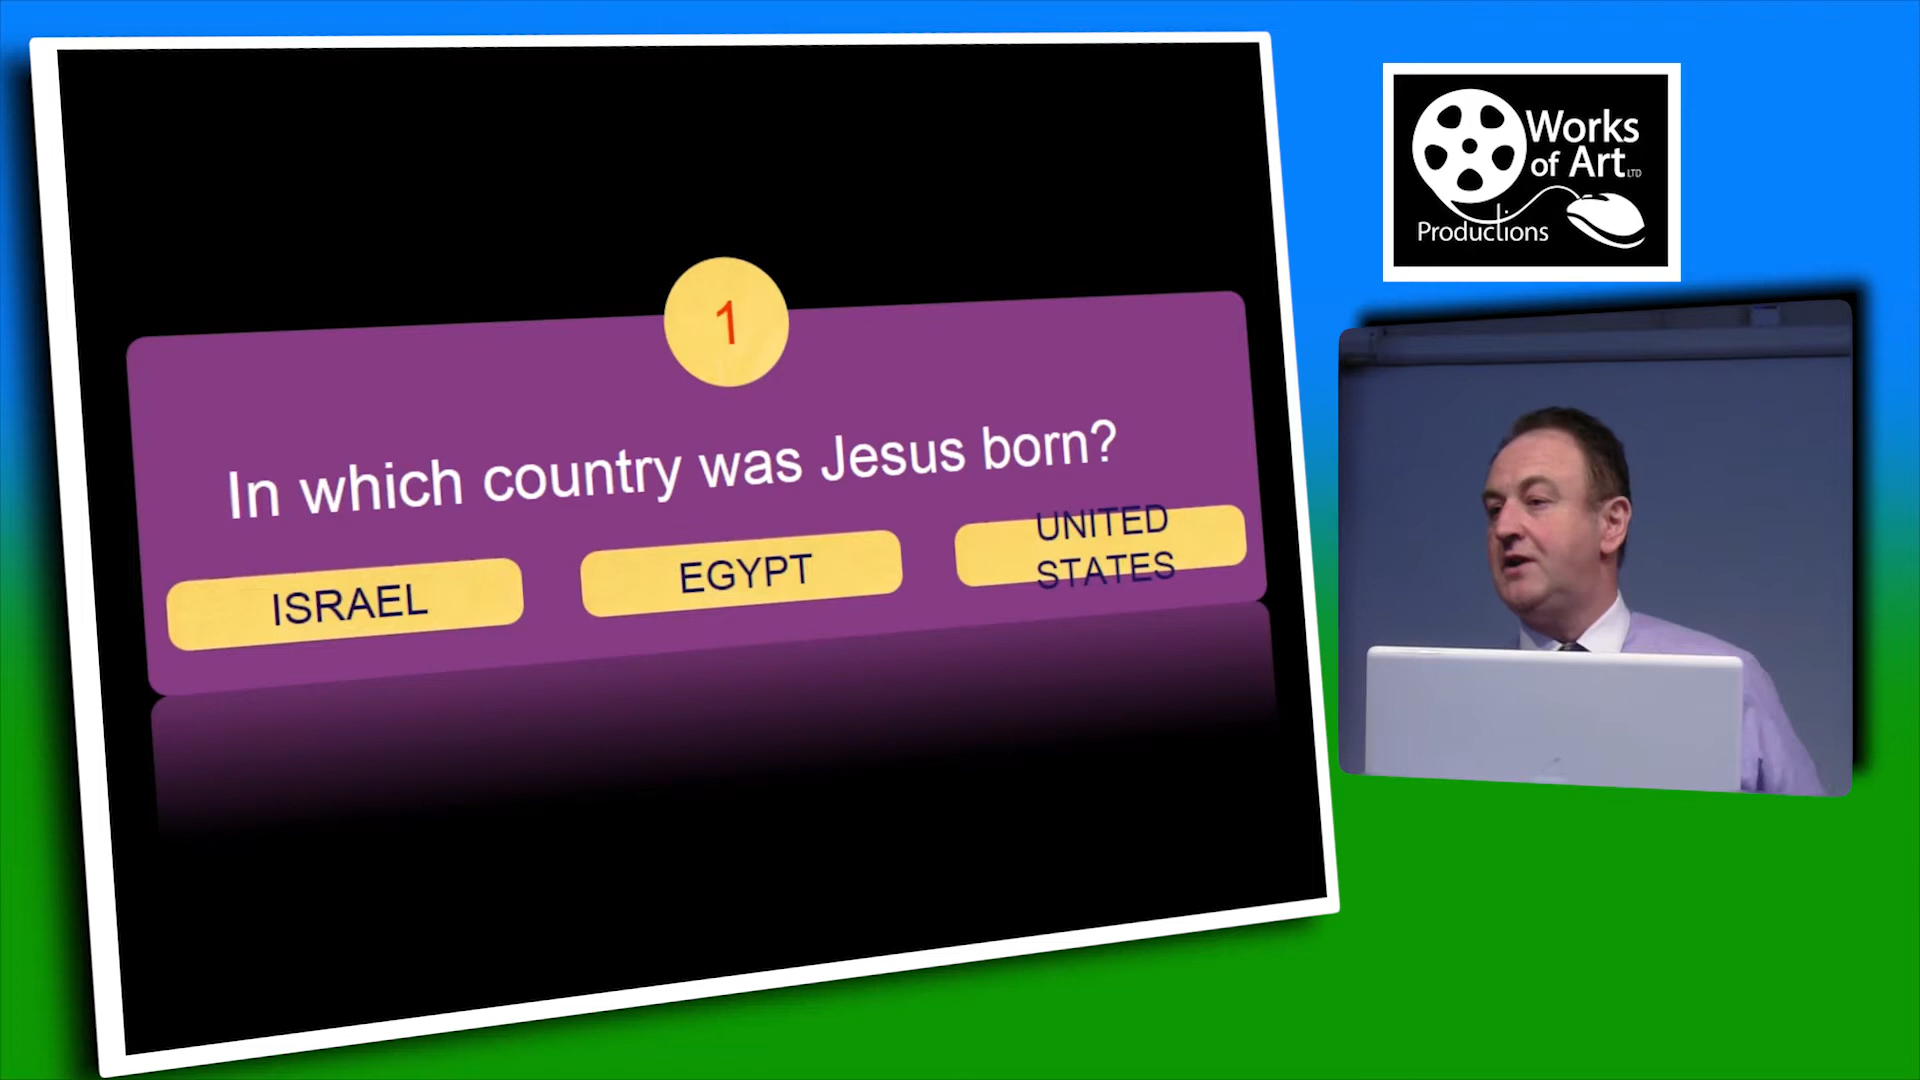 1
In which country was Jesus born?
ISRAEL
EGYPT
UNITED
STATES
Works
of Art LTD
Productions